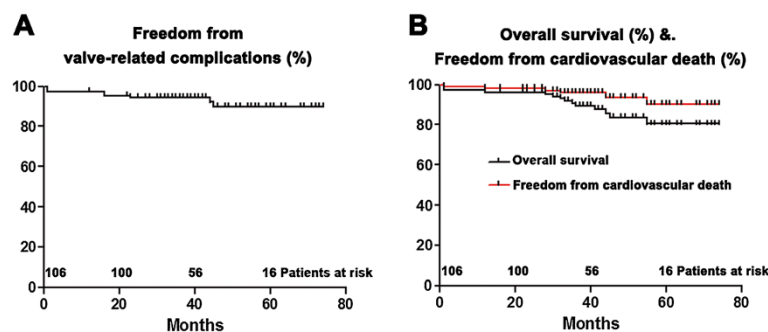 A
Freedom from
valve-related complications (%)
100
80
60
40
20
0
106 100 56 16 Patients at risk
0 20 40 60 80
Months
B
Overall survival (%) &.
Freedom from cardiovascular death (%)
100
80
60
40
20
0
Overall survival
Freedom from cardiovascular death
106 100 56 16 Patients at risk
0 20 40 60 80
Months